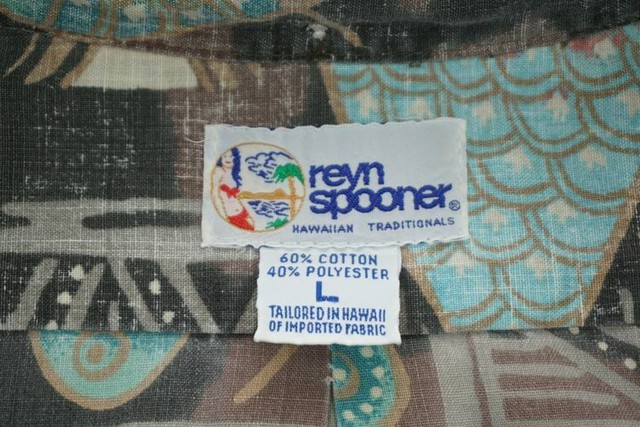 reyn
spooner®
HAWAIIAN TRADITIONALS
60% COTTON
40% POLYESTER
L
TAILORED IN HAWAII
OF IMPORTED FABRIC